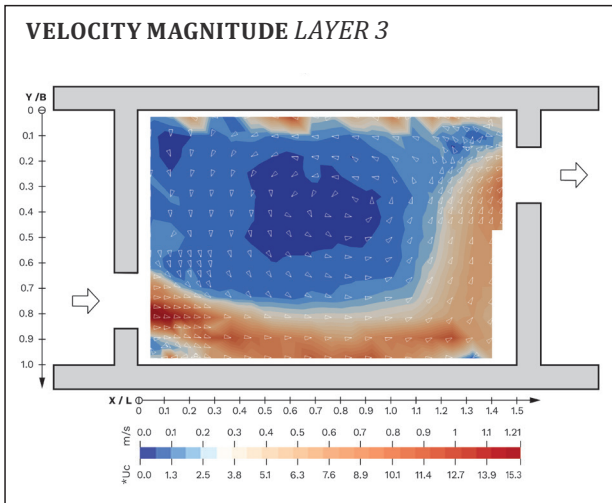 VELOCITY MAGNITUDE LAYER 3
Y /B
0
0.1
0.2
0.3
0.4
0.5
0.6
0.7
0.8
0.9
1.0
X / L 0 0.1 0.2 0.3 0.4 0.5 0.6 0.7 0.8 0.9 1.0 1.1 1.2 1.3 1.4 1.5
m/s 0.0 0.1 0.2 0.3 0.4 0.5 0.6 0.8 0.9 1 1.1 1.21
*Uc 0.0 1.3 2.5 3.8 5.1 6.3 7.6 8.9 10.1 11.4 12.7 13.9 15.3